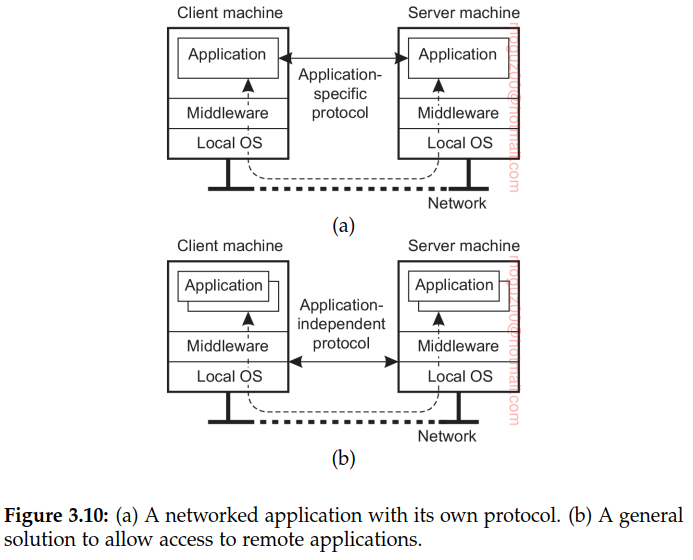 Client machine Server machine
Application Application
Application-
specific
protocol
Middleware Middleware
Local OS Local OS
Network
(a)
Client machine Server machine
Application Application
Application-
independent
protocol
Middleware Middleware
Local OS Local OS
Network
(b)
Figure 3.10: (a) A networked application with its own protocol. (b) A general
solution to allow access to remote applications.